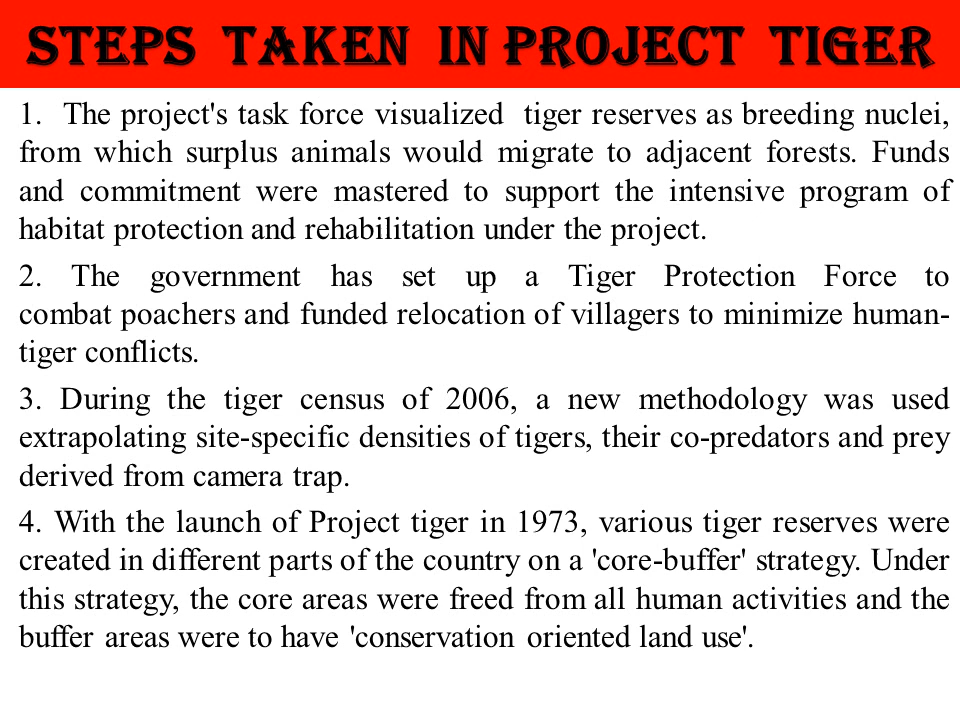 STEPS TAKEN IN PROJECT TIGER
1. The project's task force visualized tiger reserves as breeding nuclei,
from which surplus animals would migrate to adjacent forests. Funds
and commitment were mastered to support the intensive program of
habitat protection and rehabilitation under the project.
2. The government has set up a Tiger Protection Force to
combat poachers and funded relocation of villagers to minimize human-
tiger conflicts.
3. During the tiger census of 2006, a new methodology was used
extrapolating site-specific densities of tigers, their co-predators and prey
derived from camera trap.
4. With the launch of Project tiger in 1973, various tiger reserves were
created in different parts of the country on a 'core-buffer' strategy. Under
this strategy, the core areas were freed from all human activities and the
buffer areas were to have 'conservation oriented land use'.